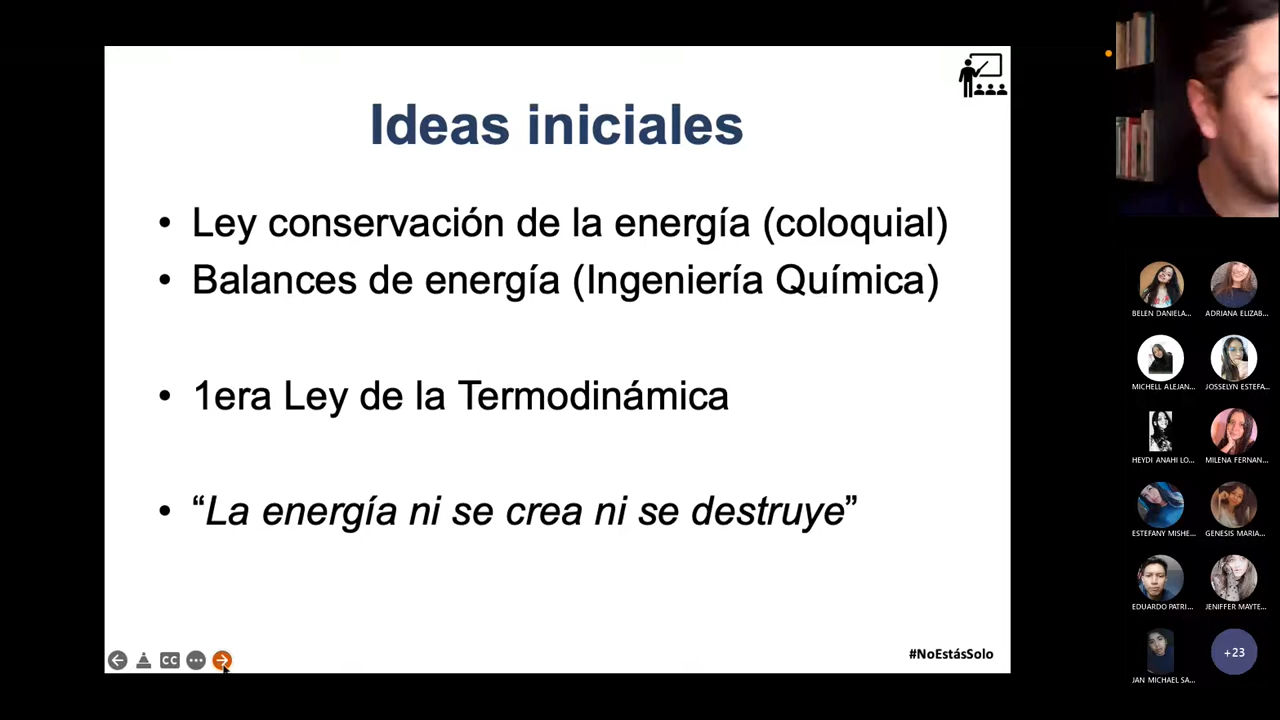 Ideas iniciales
• Ley conservación de la energía (coloquial)
• Balances de energía (Ingeniería Química)
• 1era Ley de la Termodinámica
• “La energía ni se crea ni se destruye”
CC
#NoEstásSolo
BELEN DANIELA...
ADRIANA ELIZAB...
MICHELL ALEJAN...
JOSSELYN ESTEFA...
HEYDI ANAHI LO...
MILENA FERNAN...
ESTEFANY MISHE...
GENESIS MARIA...
EDUARDO PATRI...
JENIFFER MAYTE...
JAN MICHAEL SA...
+23